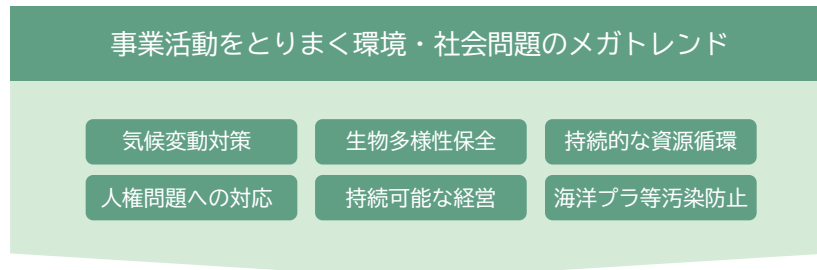 事業活動をとりまく環境・社会問題のメガトレンド
気候変動対策
生物多様性保全
持続的な資源循環
人権問題への対応
持続可能な経営
海洋プラ等汚染防止